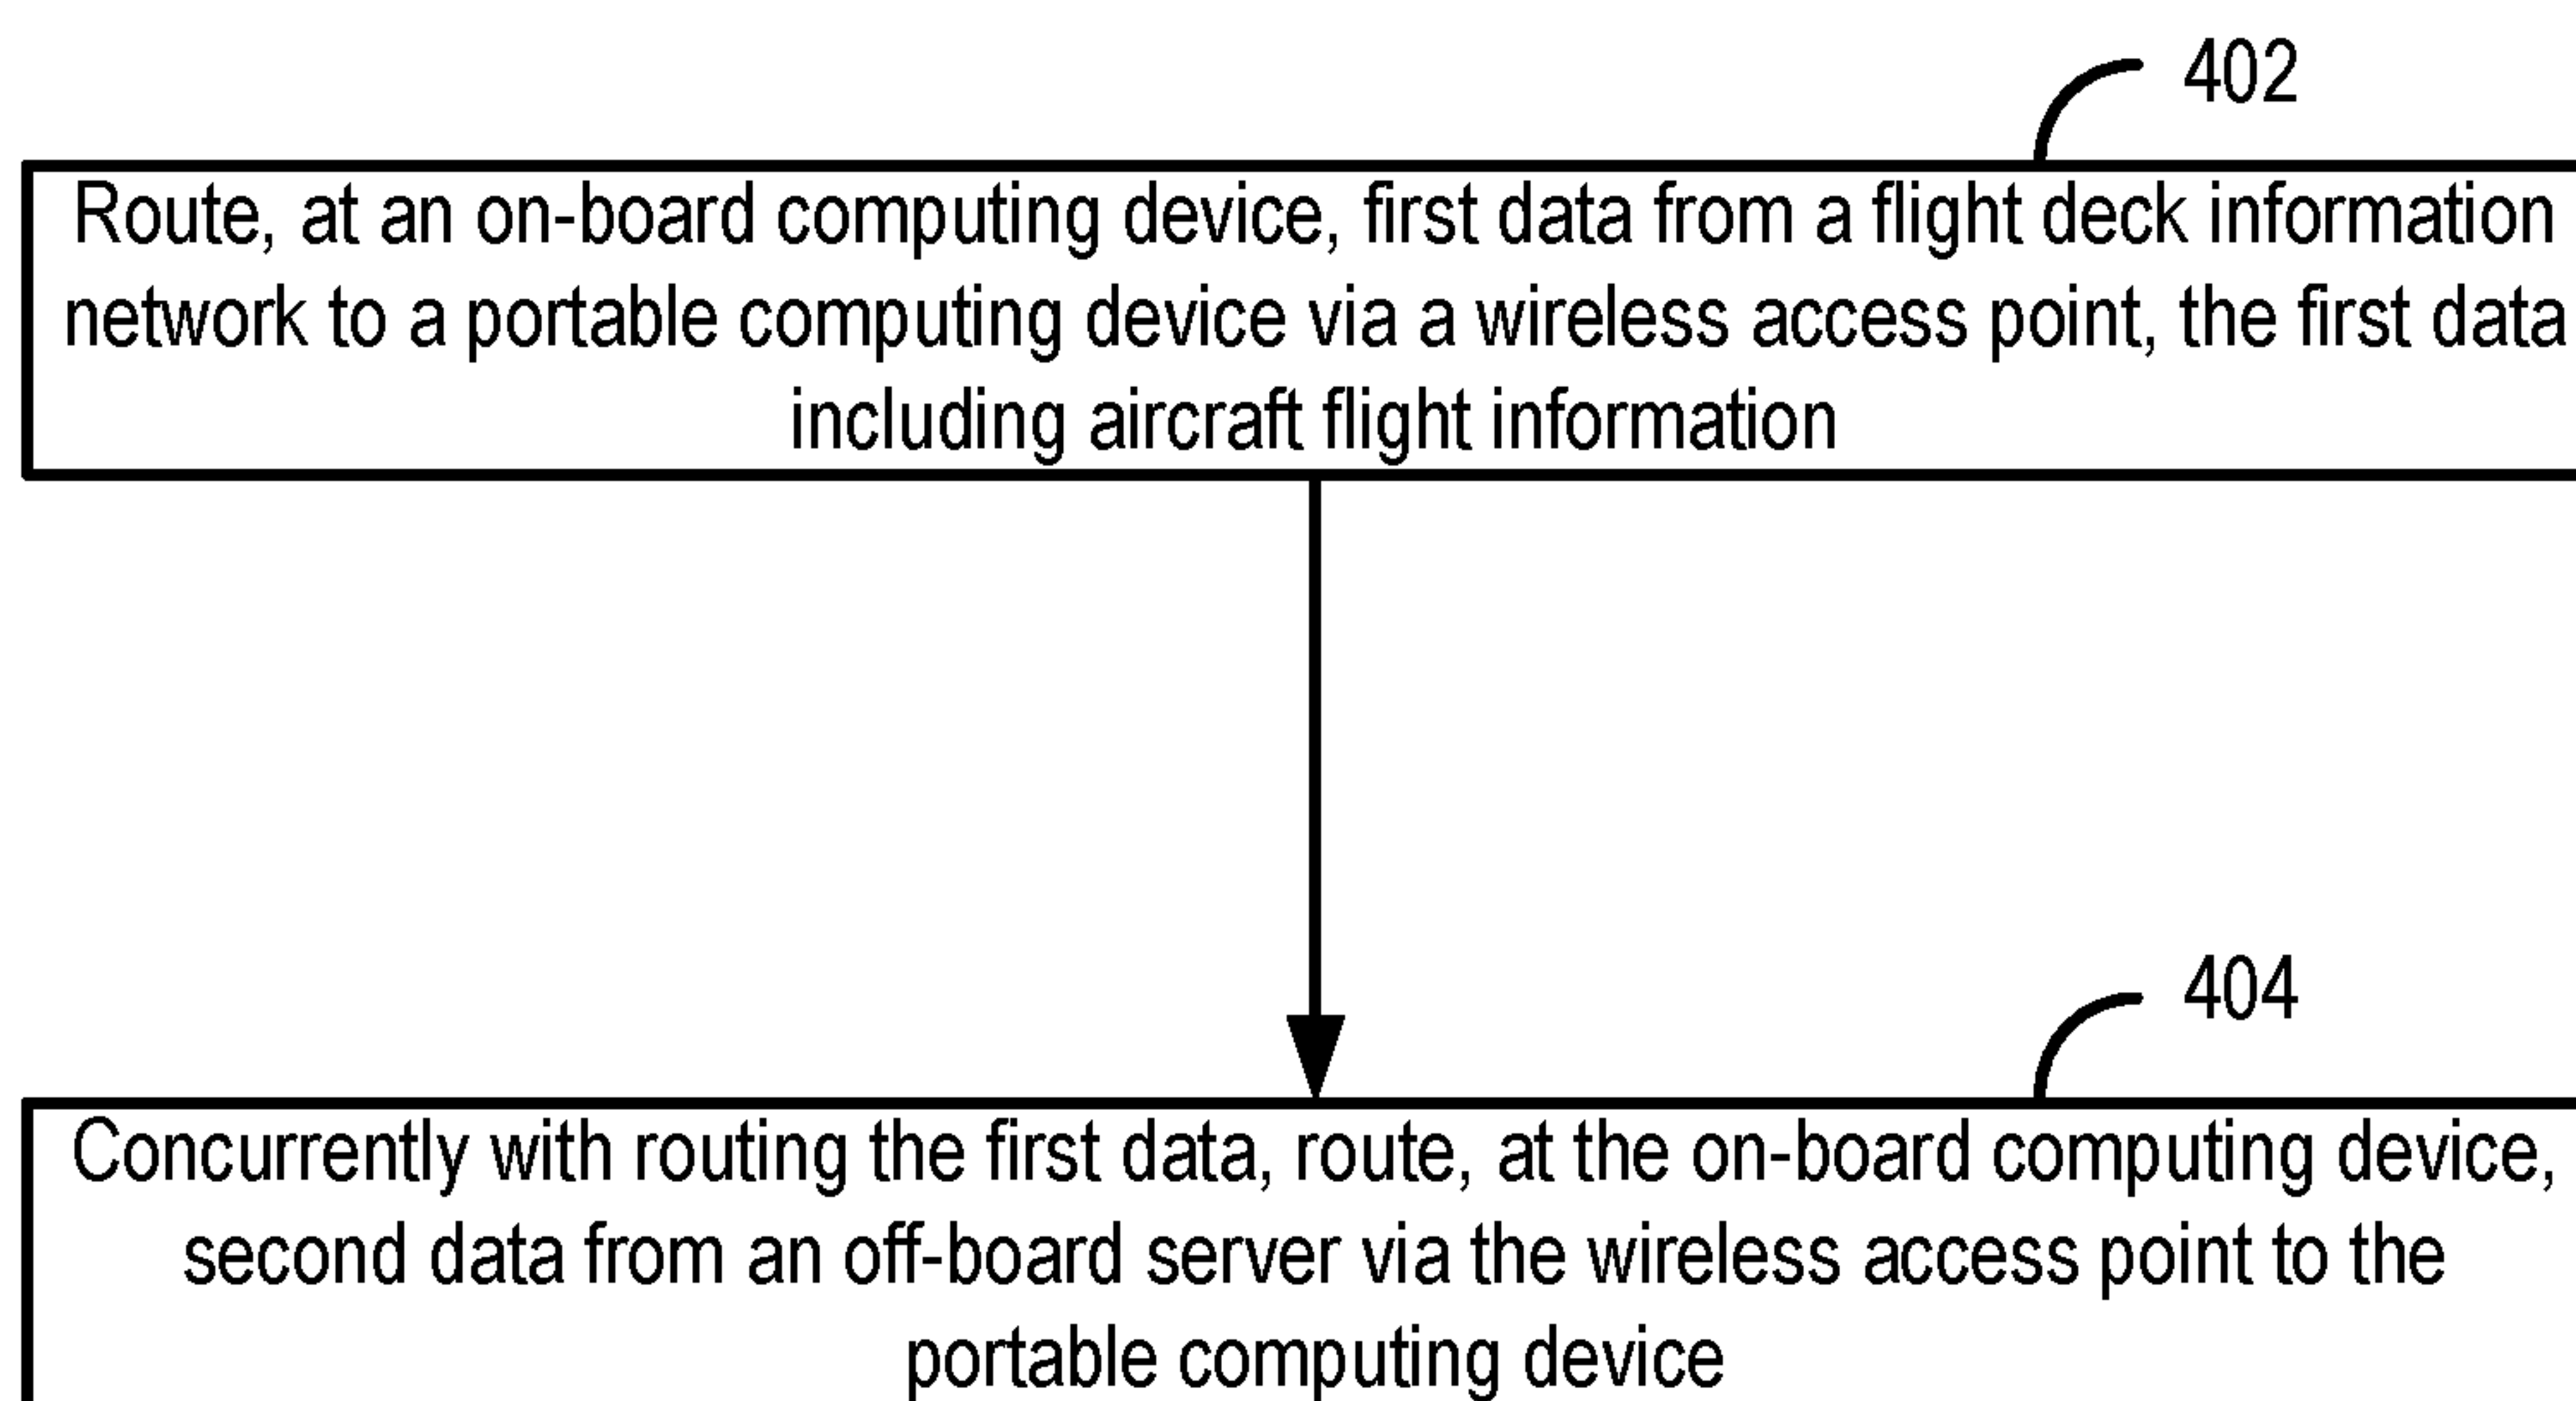 402
Route, at an on-board computing device, first data from a flight deck information
network to a portable computing device via a wireless access point, the first data
including aircraft flight information
404
Concurrently with routing the first data, route, at the on-board computing device,
second data from an off-board server via the wireless access point to the
portable computing device